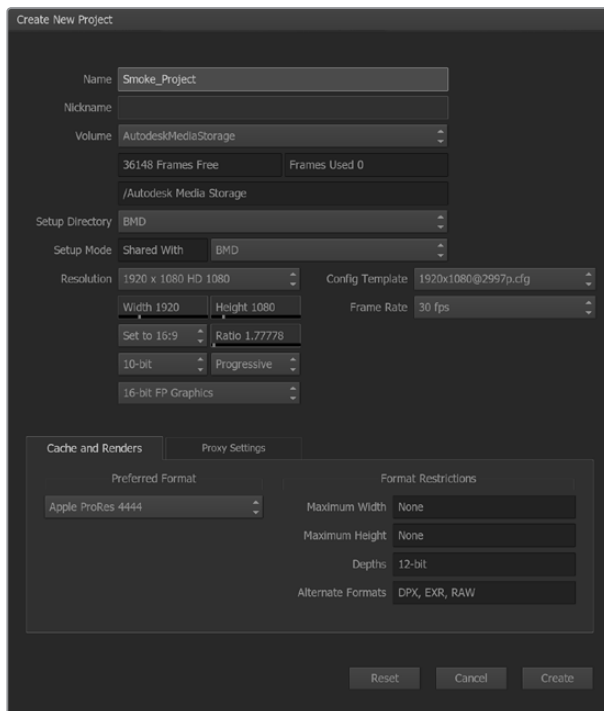 Create New Project
Name Smoke_Project
Nickname
Volume AutodeskMediaStorage
36148 Frames Free Frames Used 0
/Autodesk Media Storage
Setup Directory BMD
Setup Mode Shared With BMD
Resolution 1920 x 1080 HD 1080 Config Template 1920x1080@2997p.cfg
Width 1920 Height 1080 Frame Rate 30 fps
Set to 16:9 Ratio 1.77778
10-bit Progressive
16-bit FP Graphics
Cache and Renders Proxy Settings
Preferred Format Format Restrictions
Apple ProRes 4444 Maximum Width None
Maximum Height None
Depths 12-bit
Alternate Formats DPX, EXR, RAW
Reset Cancel Create